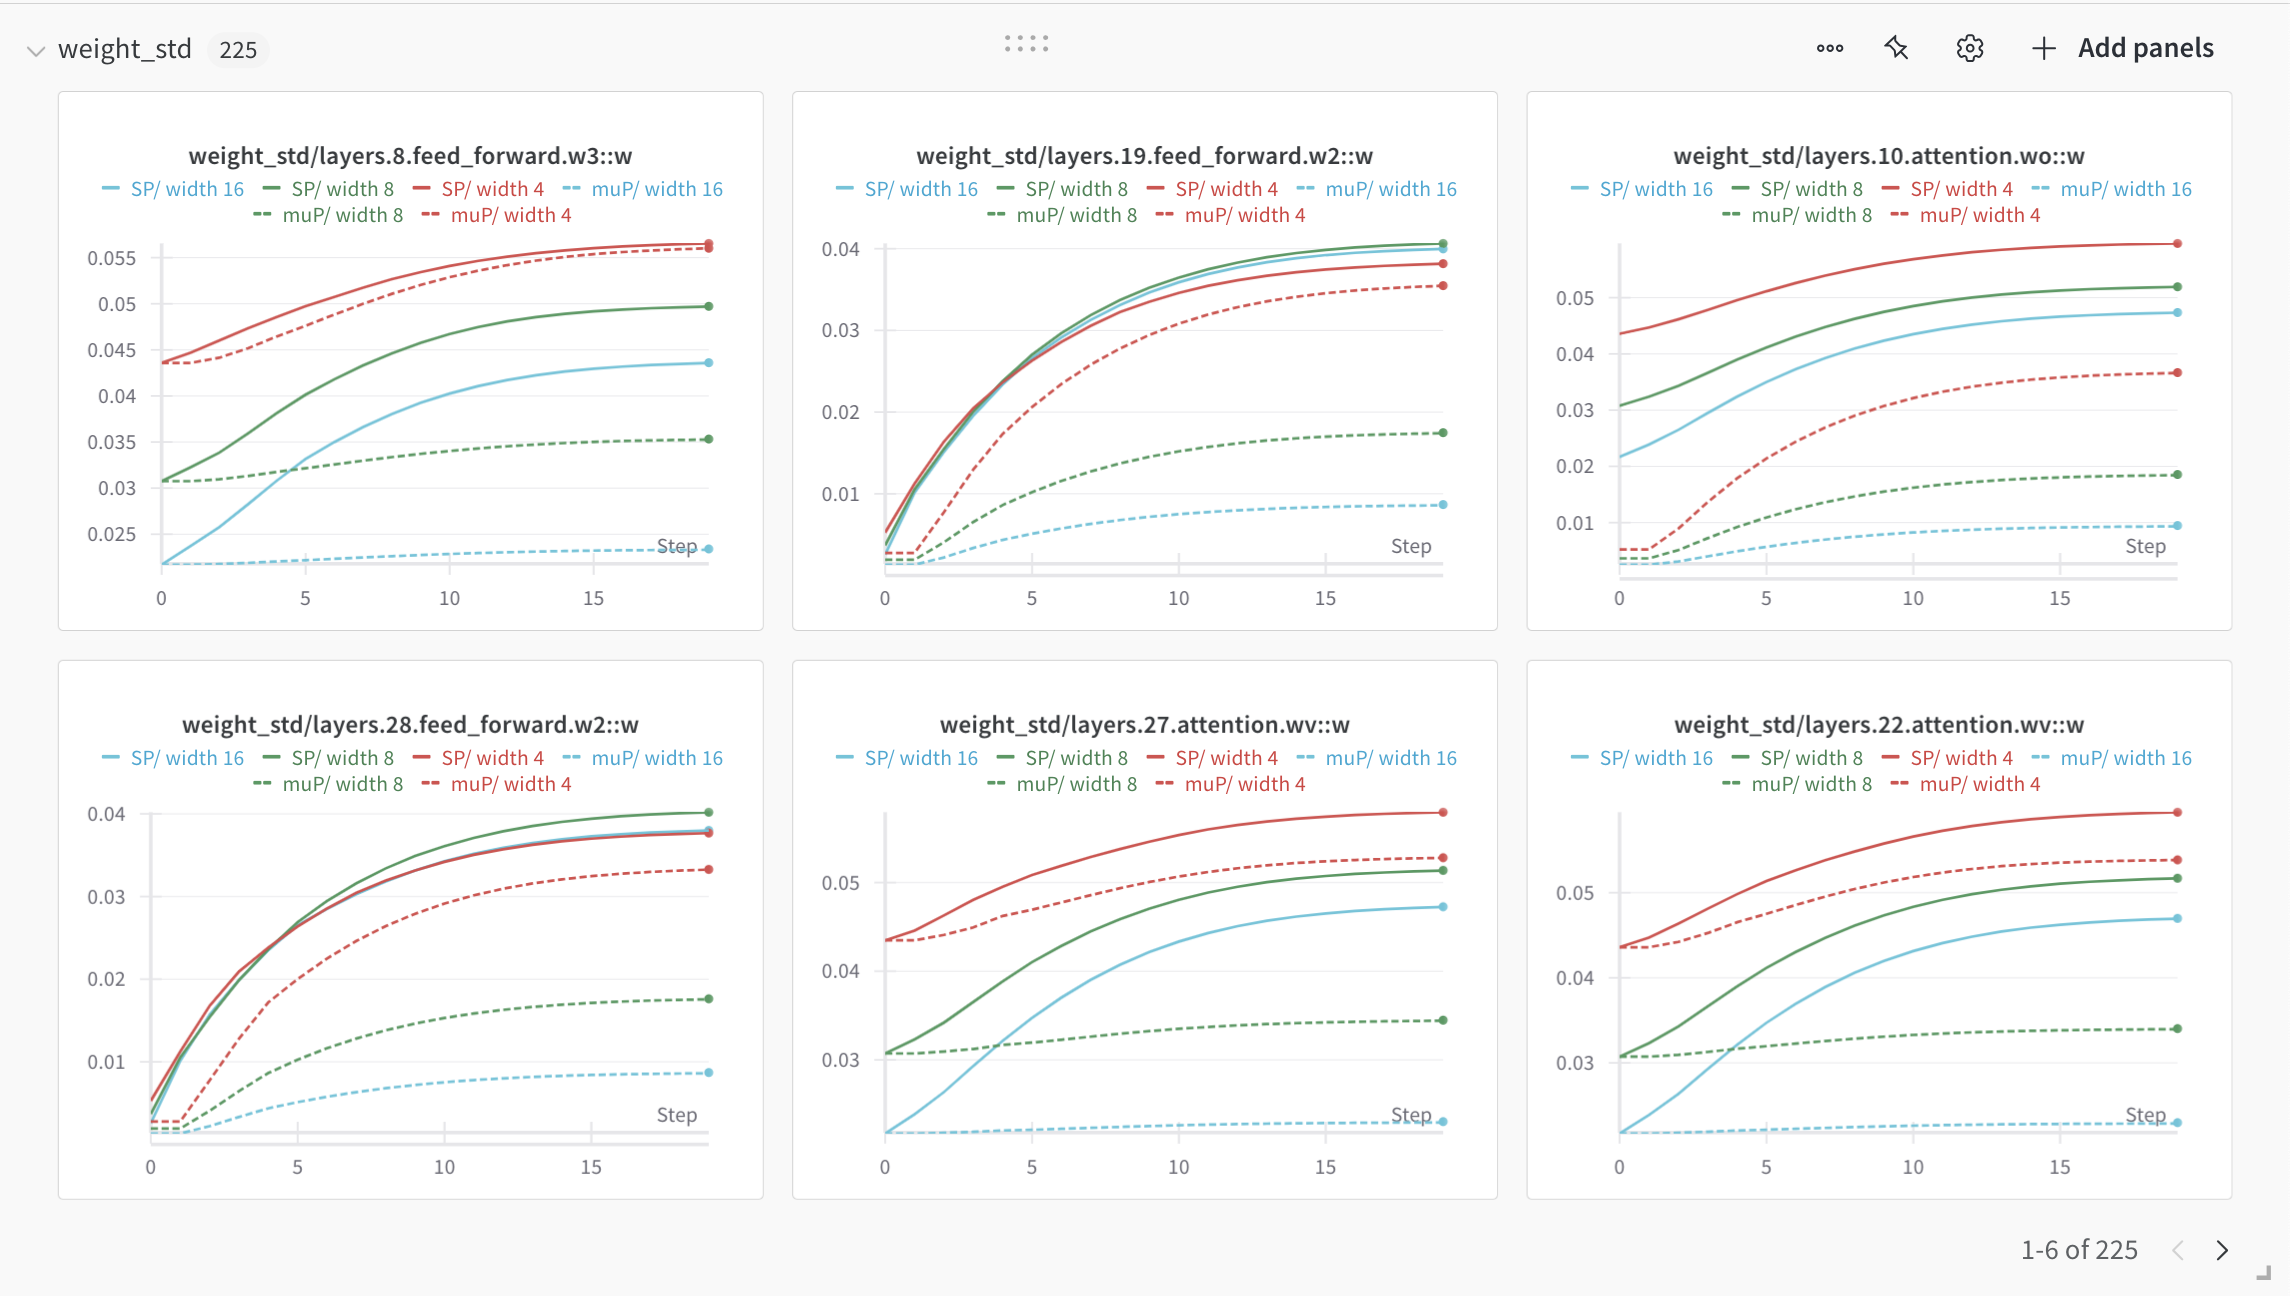 weight_std 225
Add panels
weight_std/layers.8.feed_forward.w3::w
SP/ width 16 SP/ width 8 SP/ width 4 muP/ width 16
muP/ width 8 muP/ width 4
0.055
0.05
0.045
0.04
0.035
0.03
0.025
Step
0 5 10 15
weight_std/layers.19.feed_forward.w2::w
SP/ width 16 SP/ width 8 SP/ width 4 muP/ width 16
muP/ width 8 muP/ width 4
0.04
0.03
0.02
0.01
Step
0 5 10 15
weight_std/layers.10.attention.wo::w
SP/ width 16 SP/ width 8 SP/ width 4 muP/ width 16
muP/ width 8 muP/ width 4
0.05
0.04
0.03
0.02
0.01
Step
0 5 10 15
weight_std/layers.28.feed_forward.w2::w
SP/ width 16 SP/ width 8 SP/ width 4 muP/ width 16
muP/ width 8 muP/ width 4
0.04
0.03
0.02
0.01
Step
0 5 10 15
weight_std/layers.27.attention.wv::w
SP/ width 16 SP/ width 8 SP/ width 4 muP/ width 16
muP/ width 8 muP/ width 4
0.05
0.04
0.03
Step
0 5 10 15
weight_std/layers.22.attention.wv::w
SP/ width 16 SP/ width 8 SP/ width 4 muP/ width 16
muP/ width 8 muP/ width 4
0.05
0.04
0.03
Step
0 5 10 15
1-6 of 225